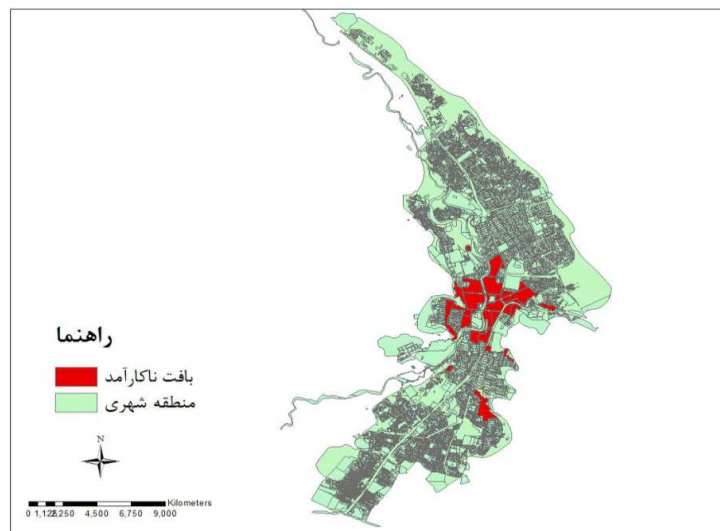 راهنما
بافت ناکارآمد
منطقه شهری
N
Kilometers
0 1,125 2,250 4,500 6,750 9,000